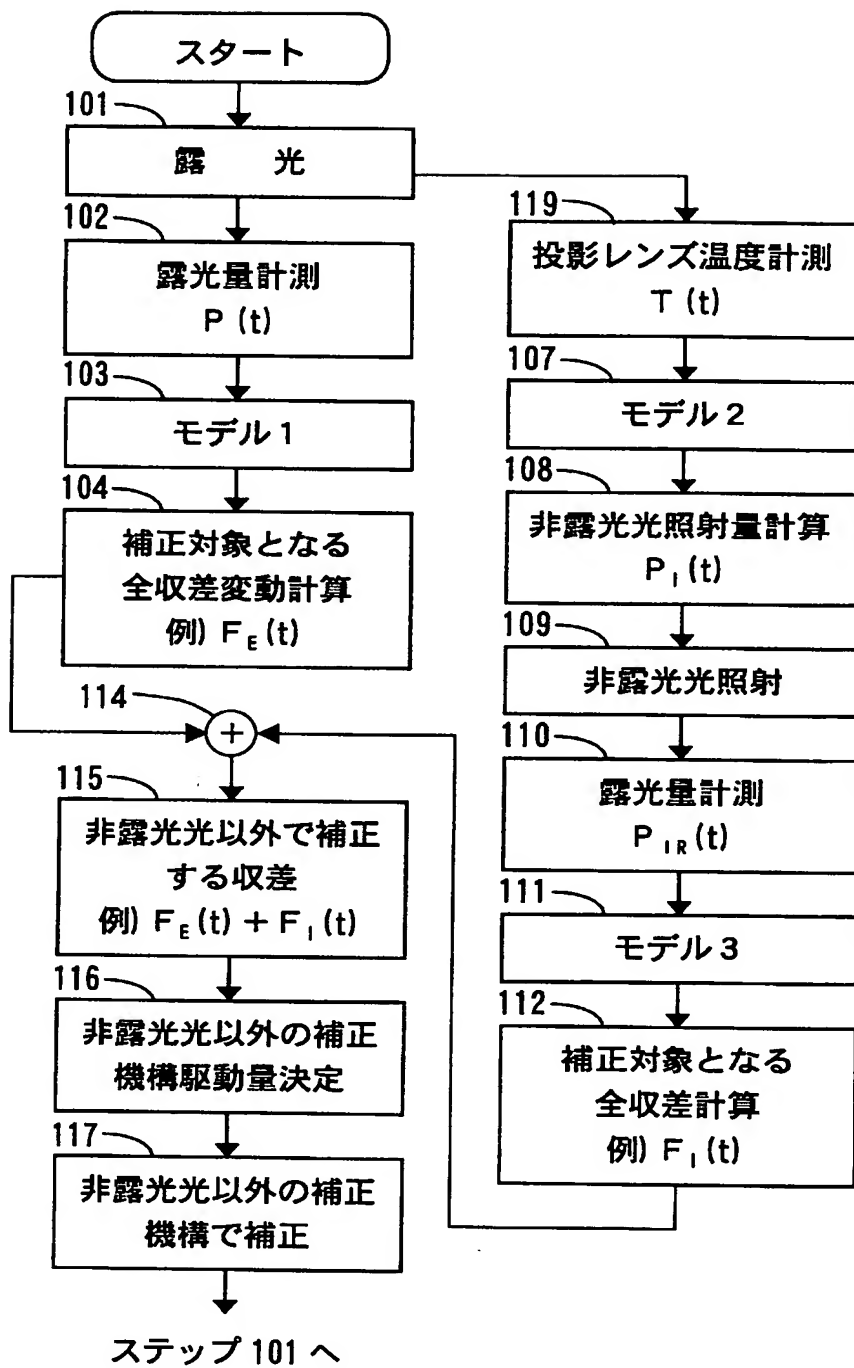 スタート
101
露 光
102
露光量計測
P (t)
103
モデル1
104
補正対象となる
全収差変動計算
例) F_E (t)
114
+
115
非露光光以外で補正
する収差
例) F_E (t) + F_I (t)
116
非露光光以外の補正
機構駆動量決定
117
非露光光以外の補正
機構で補正
ステップ 101 へ
119
投影レンズ温度計測
T (t)
107
モデル2
108
非露光光照射量計算
P_I (t)
109
非露光光照射
110
露光量計測
P_IR (t)
111
モデル3
112
補正対象となる
全収差計算
例) F_I (t)